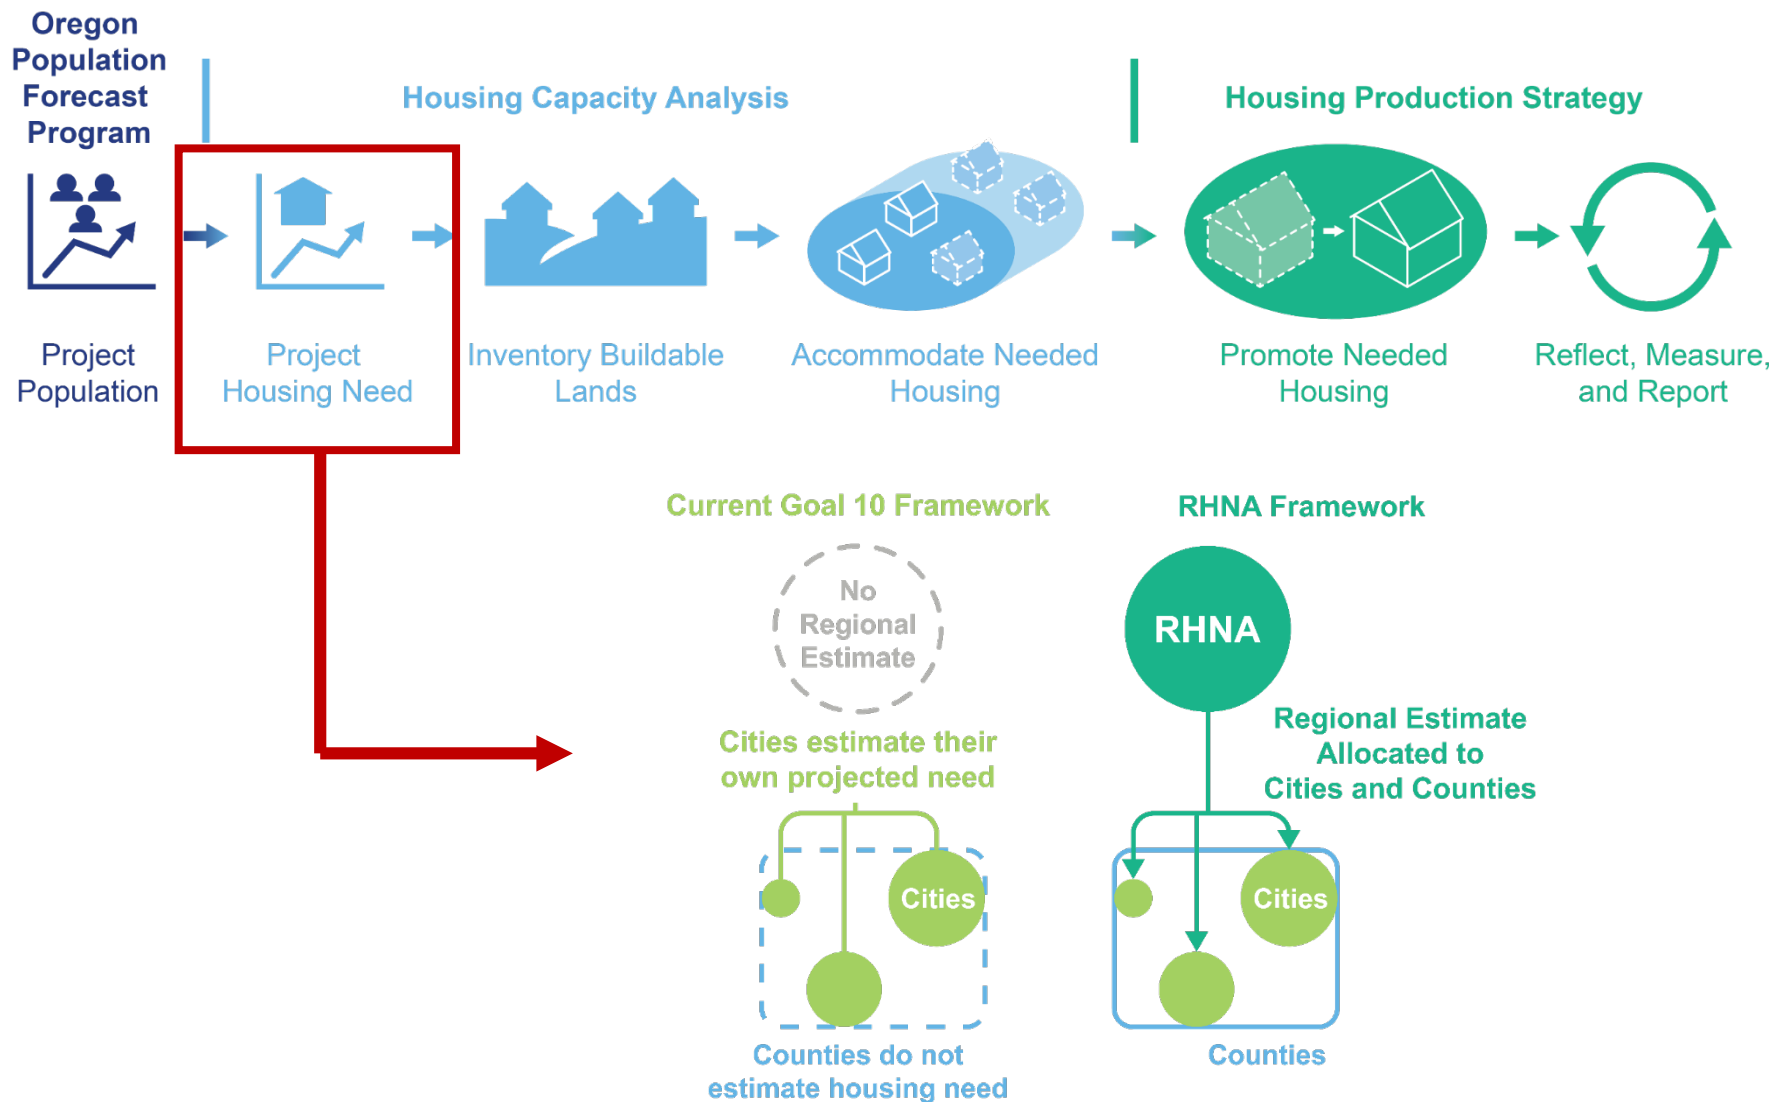 Oregon
Population
Forecast
Program
Housing Capacity Analysis
Housing Production Strategy
Project
Population
Project
Housing Need
Inventory Buildable
Lands
Accommodate Needed
Housing
Promote Needed
Housing
Reflect, Measure,
and Report
Current Goal 10 Framework
No
Regional
Estimate
Cities estimate their
own projected need
Cities
Counties do not
estimate housing need
RHNA Framework
RHNA
Regional Estimate
Allocated to
Cities and Counties
Cities
Counties